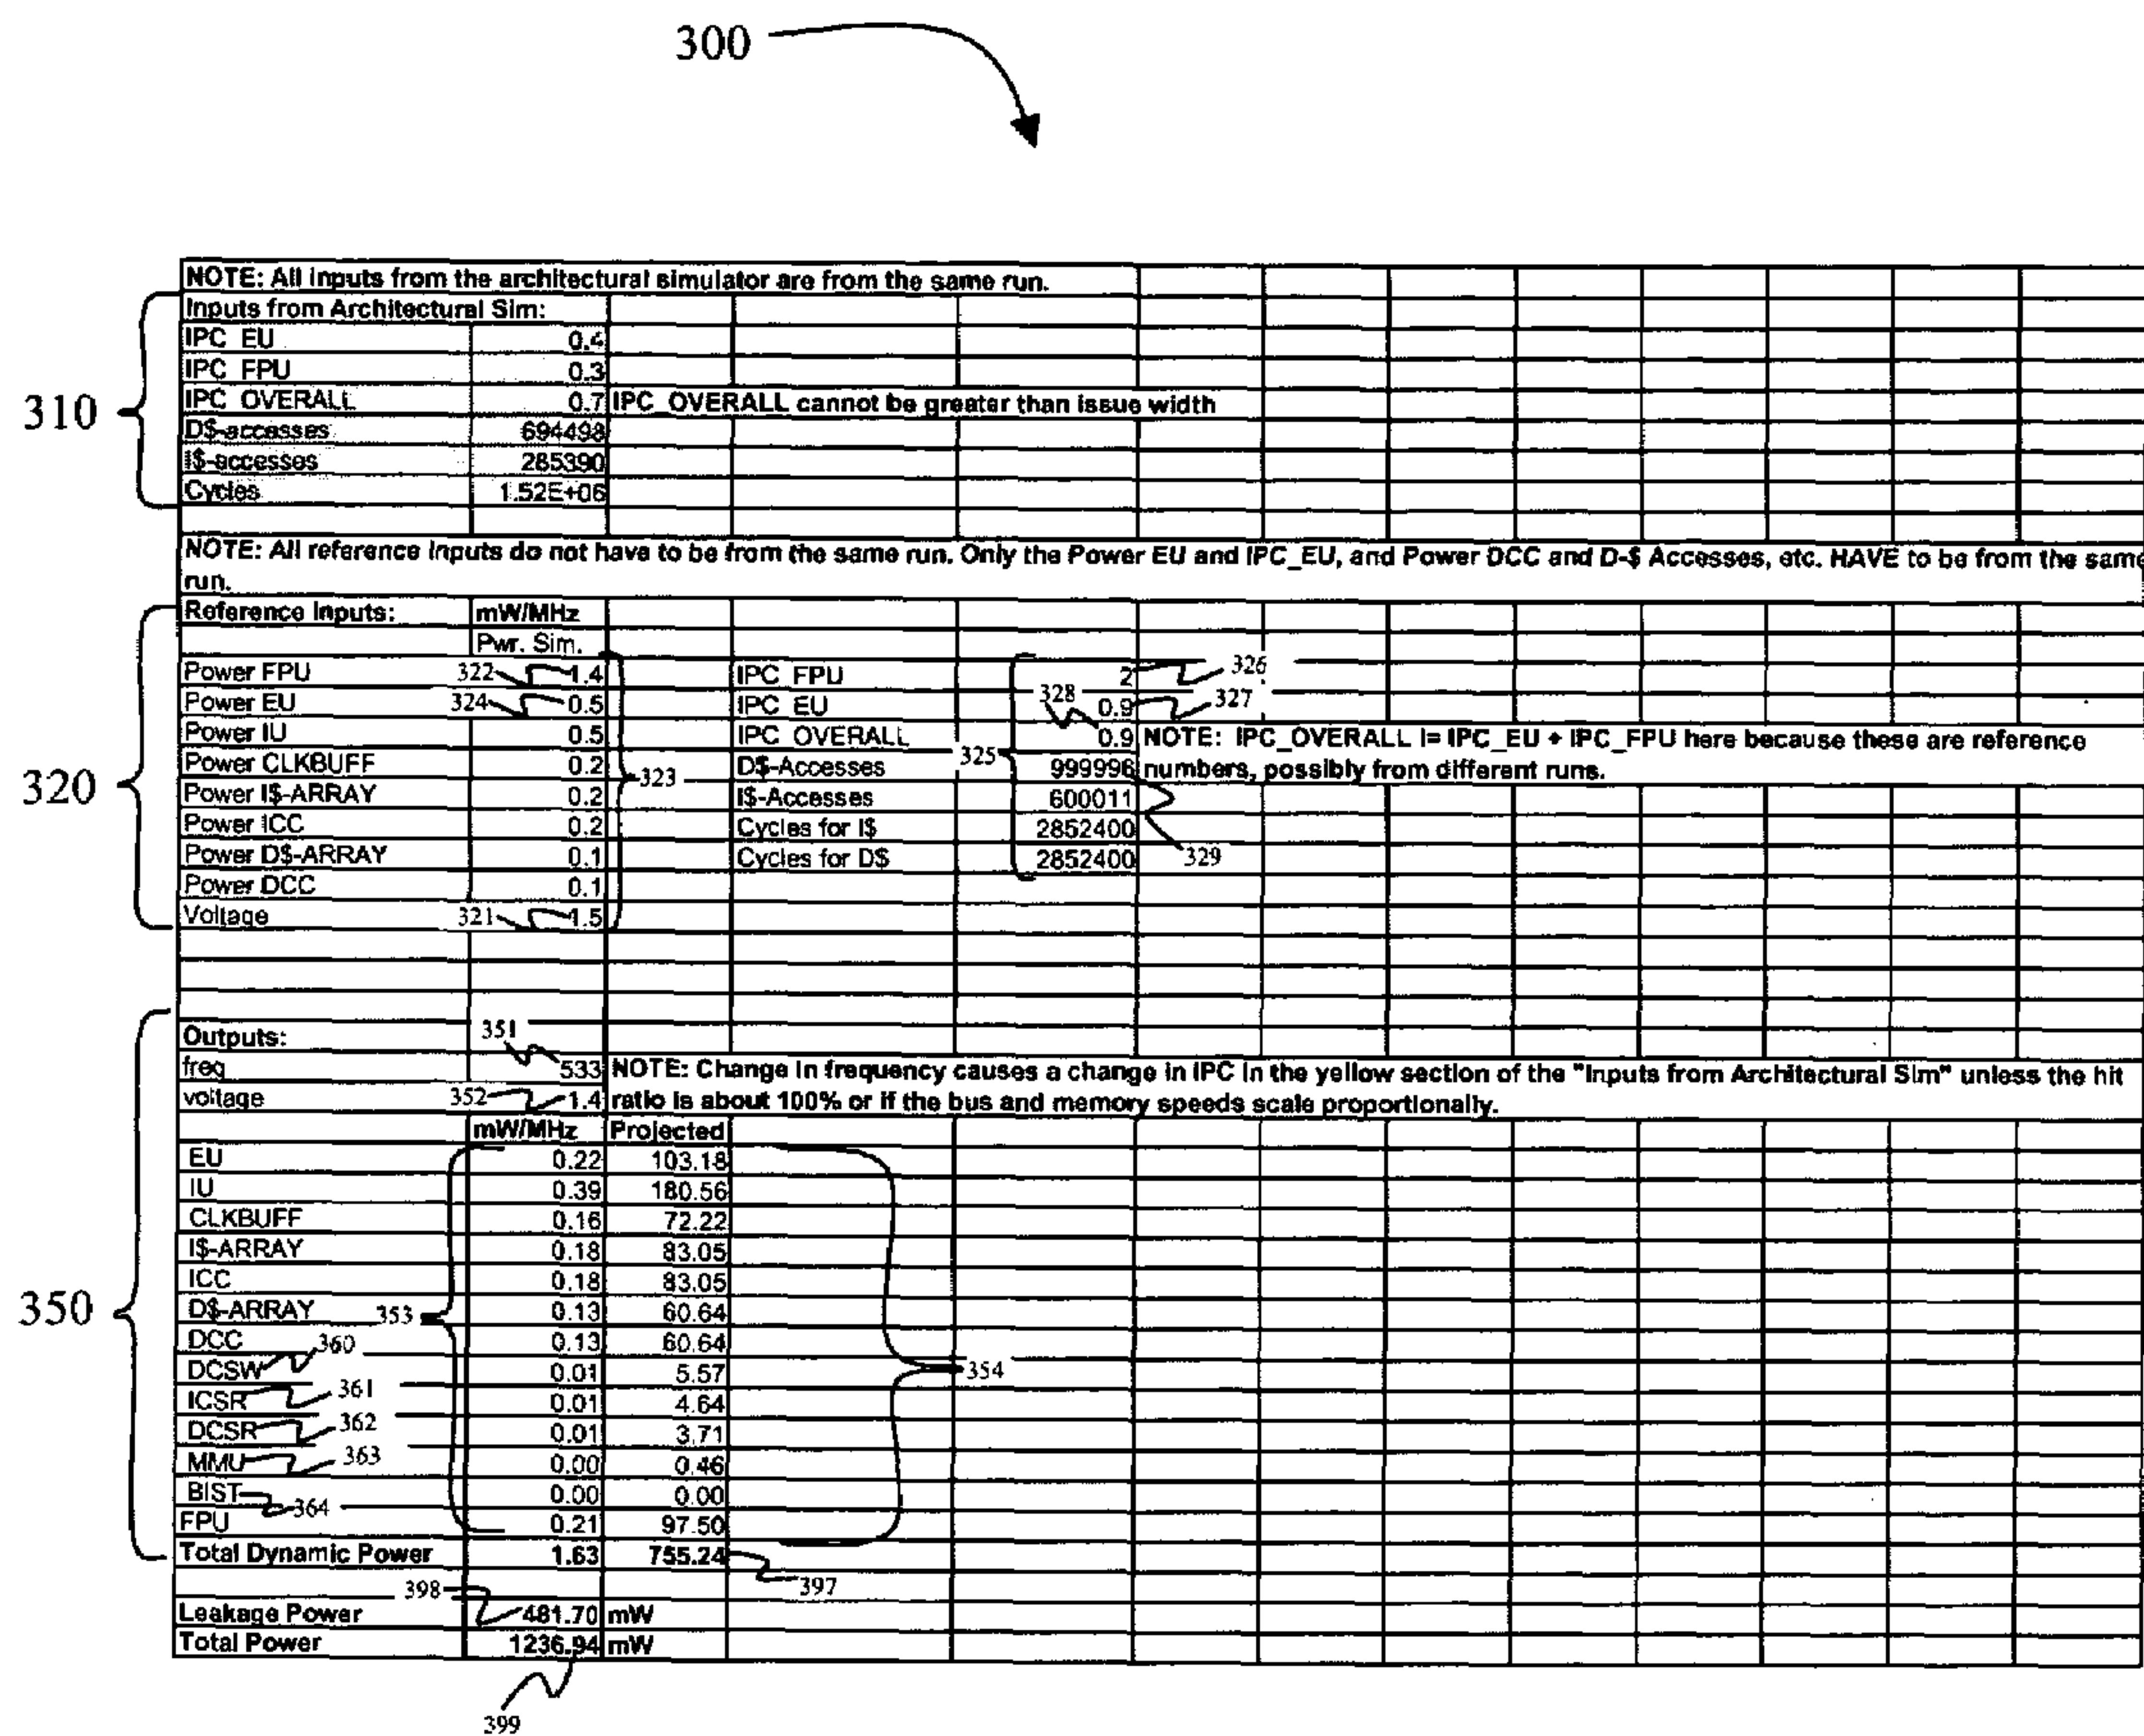 300
NOTE: All inputs from the architectural simulator are from the same run.
Inputs from Architectural Sim:
IPC_EU 0.4
IPC_FPU 0.3
310
IPC_OVERALL 0.7 IPC_OVERALL cannot be greater than issue width
D$-accesses 694498
I$-accesses 285390
Cycles 1.52E+06
NOTE: All reference inputs do not have to be from the same run. Only the Power EU and IPC_EU, and Power DCC and D-$ Accesses, etc. HAVE to be from the same
run.
Reference Inputs: mW/MHz
Pwr. Sim.
Power FPU 322 1.4 IPC_FPU 2 326
Power EU 324 0.5 IPC_EU 328 0.9 327
Power IU 0.5 IPC_OVERALL 325 0.9 NOTE: IPC_OVERALL != IPC_EU + IPC_FPU here because these are reference
320
Power CLKBUFF 0.2 323 D$-Accesses 999996 numbers, possibly from different runs.
Power I$-ARRAY 0.2 I$-Accesses 600011
Power ICC 0.2 Cycles for I$ 2852400
Power D$-ARRAY 0.1 Cycles for D$ 2852400 329
Power DCC 0.1
Voltage 321 1.5
Outputs: 351
freq 533 NOTE: Change in frequency causes a change in IPC in the yellow section of the "Inputs from Architectural Sim" unless the hit
voltage 352 1.4 ratio is about 100% or if the bus and memory speeds scale proportionally.
mW/MHz Projected
EU 0.22 103.18
IU 0.39 180.56
CLKBUFF 0.16 72.22
I$-ARRAY 0.18 83.05
ICC 0.18 83.05
350
D$-ARRAY 353 0.13 60.64
DCC 360 0.13 60.64
DCSW 0.01 5.57 354
ICSR 361 0.01 4.64
DCSR 362 0.01 3.71
MMU 363 0.00 0.46
BIST 364 0.00 0.00
FPU 0.21 97.50
Total Dynamic Power 1.63 755.24 397
398
Leakage Power 481.70 mW
Total Power 1236.94 mW
399